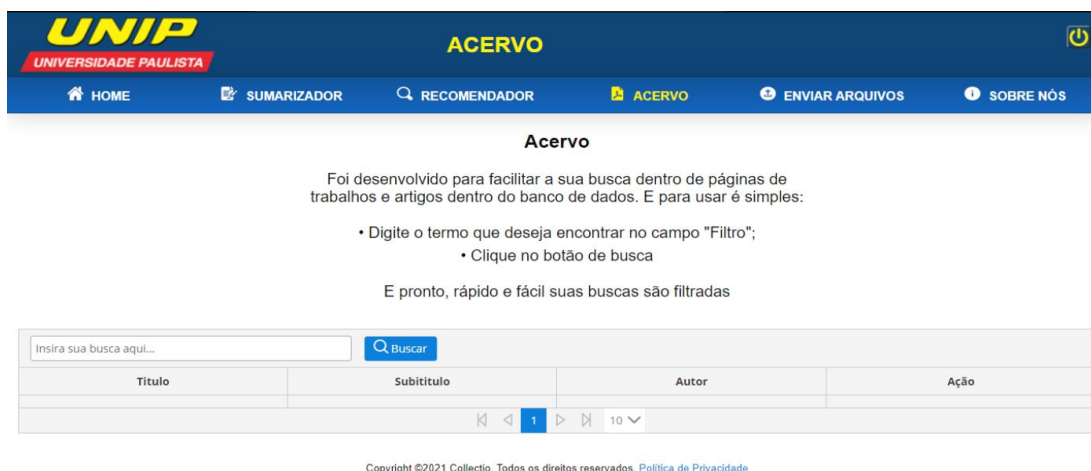 UNIP
UNIVERSIDADE PAULISTA
ACERVO
HOME SUMARIZADOR RECOMENDADOR ACERVO ENVIAR ARQUIVOS SOBRE NÓS
Acervo
Foi desenvolvido para facilitar a sua busca dentro de páginas de
trabalhos e artigos dentro do banco de dados. E para usar é simples:
• Digite o termo que deseja encontrar no campo "Filtro";
• Clique no botão de busca
E pronto, rápido e fácil suas buscas são filtradas
Insira sua busca aqui... Buscar
Titulo Subititulo Autor Ação
1 10
Copyright ©2021 Collectio. Todos os direitos reservados. Política de Privacidade